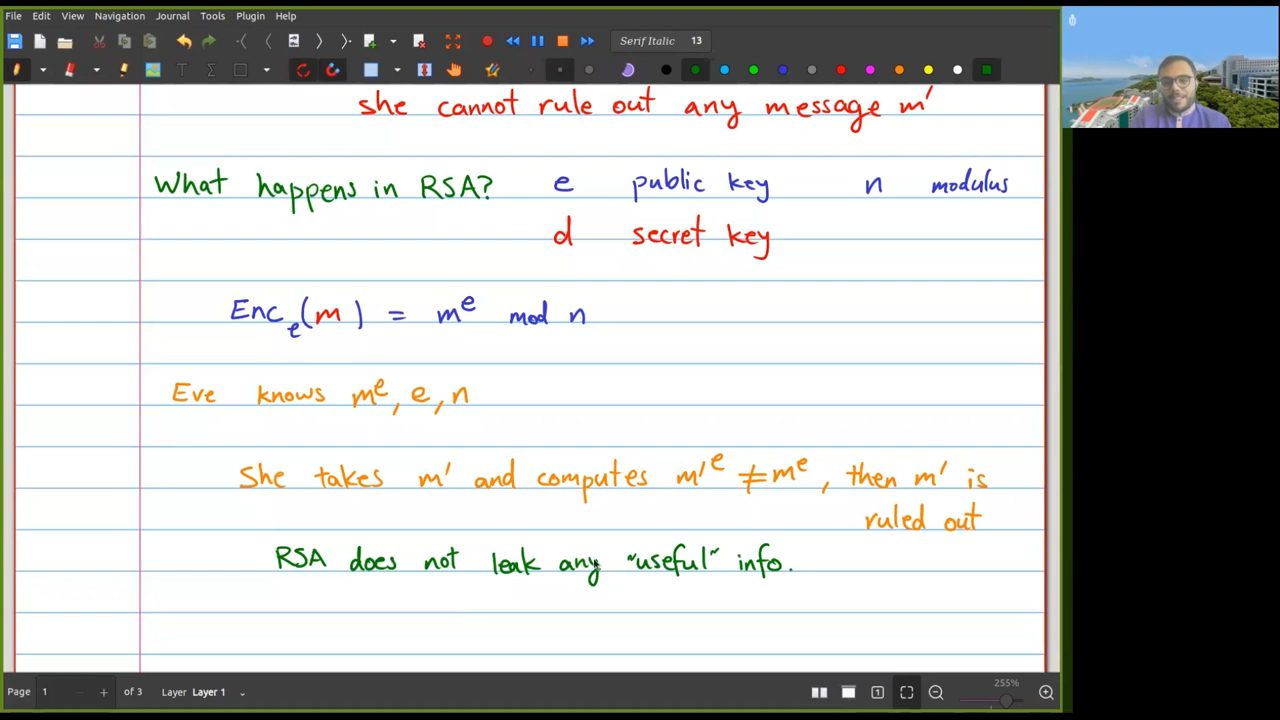 File Edit View Navigation Journal Tools Plugin Help
Serif Italic 13
she cannot rule out any message m'
What happens in RSA? e public key n modulus
d secret key
Enc_e(m) = m^e mod n
Eve knows m^e, e, n
She takes m' and computes m'^e ≠ m^e, then m' is
ruled out
RSA does not leak any "useful" info.
Page 1 of 3 Layer Layer 1 255%